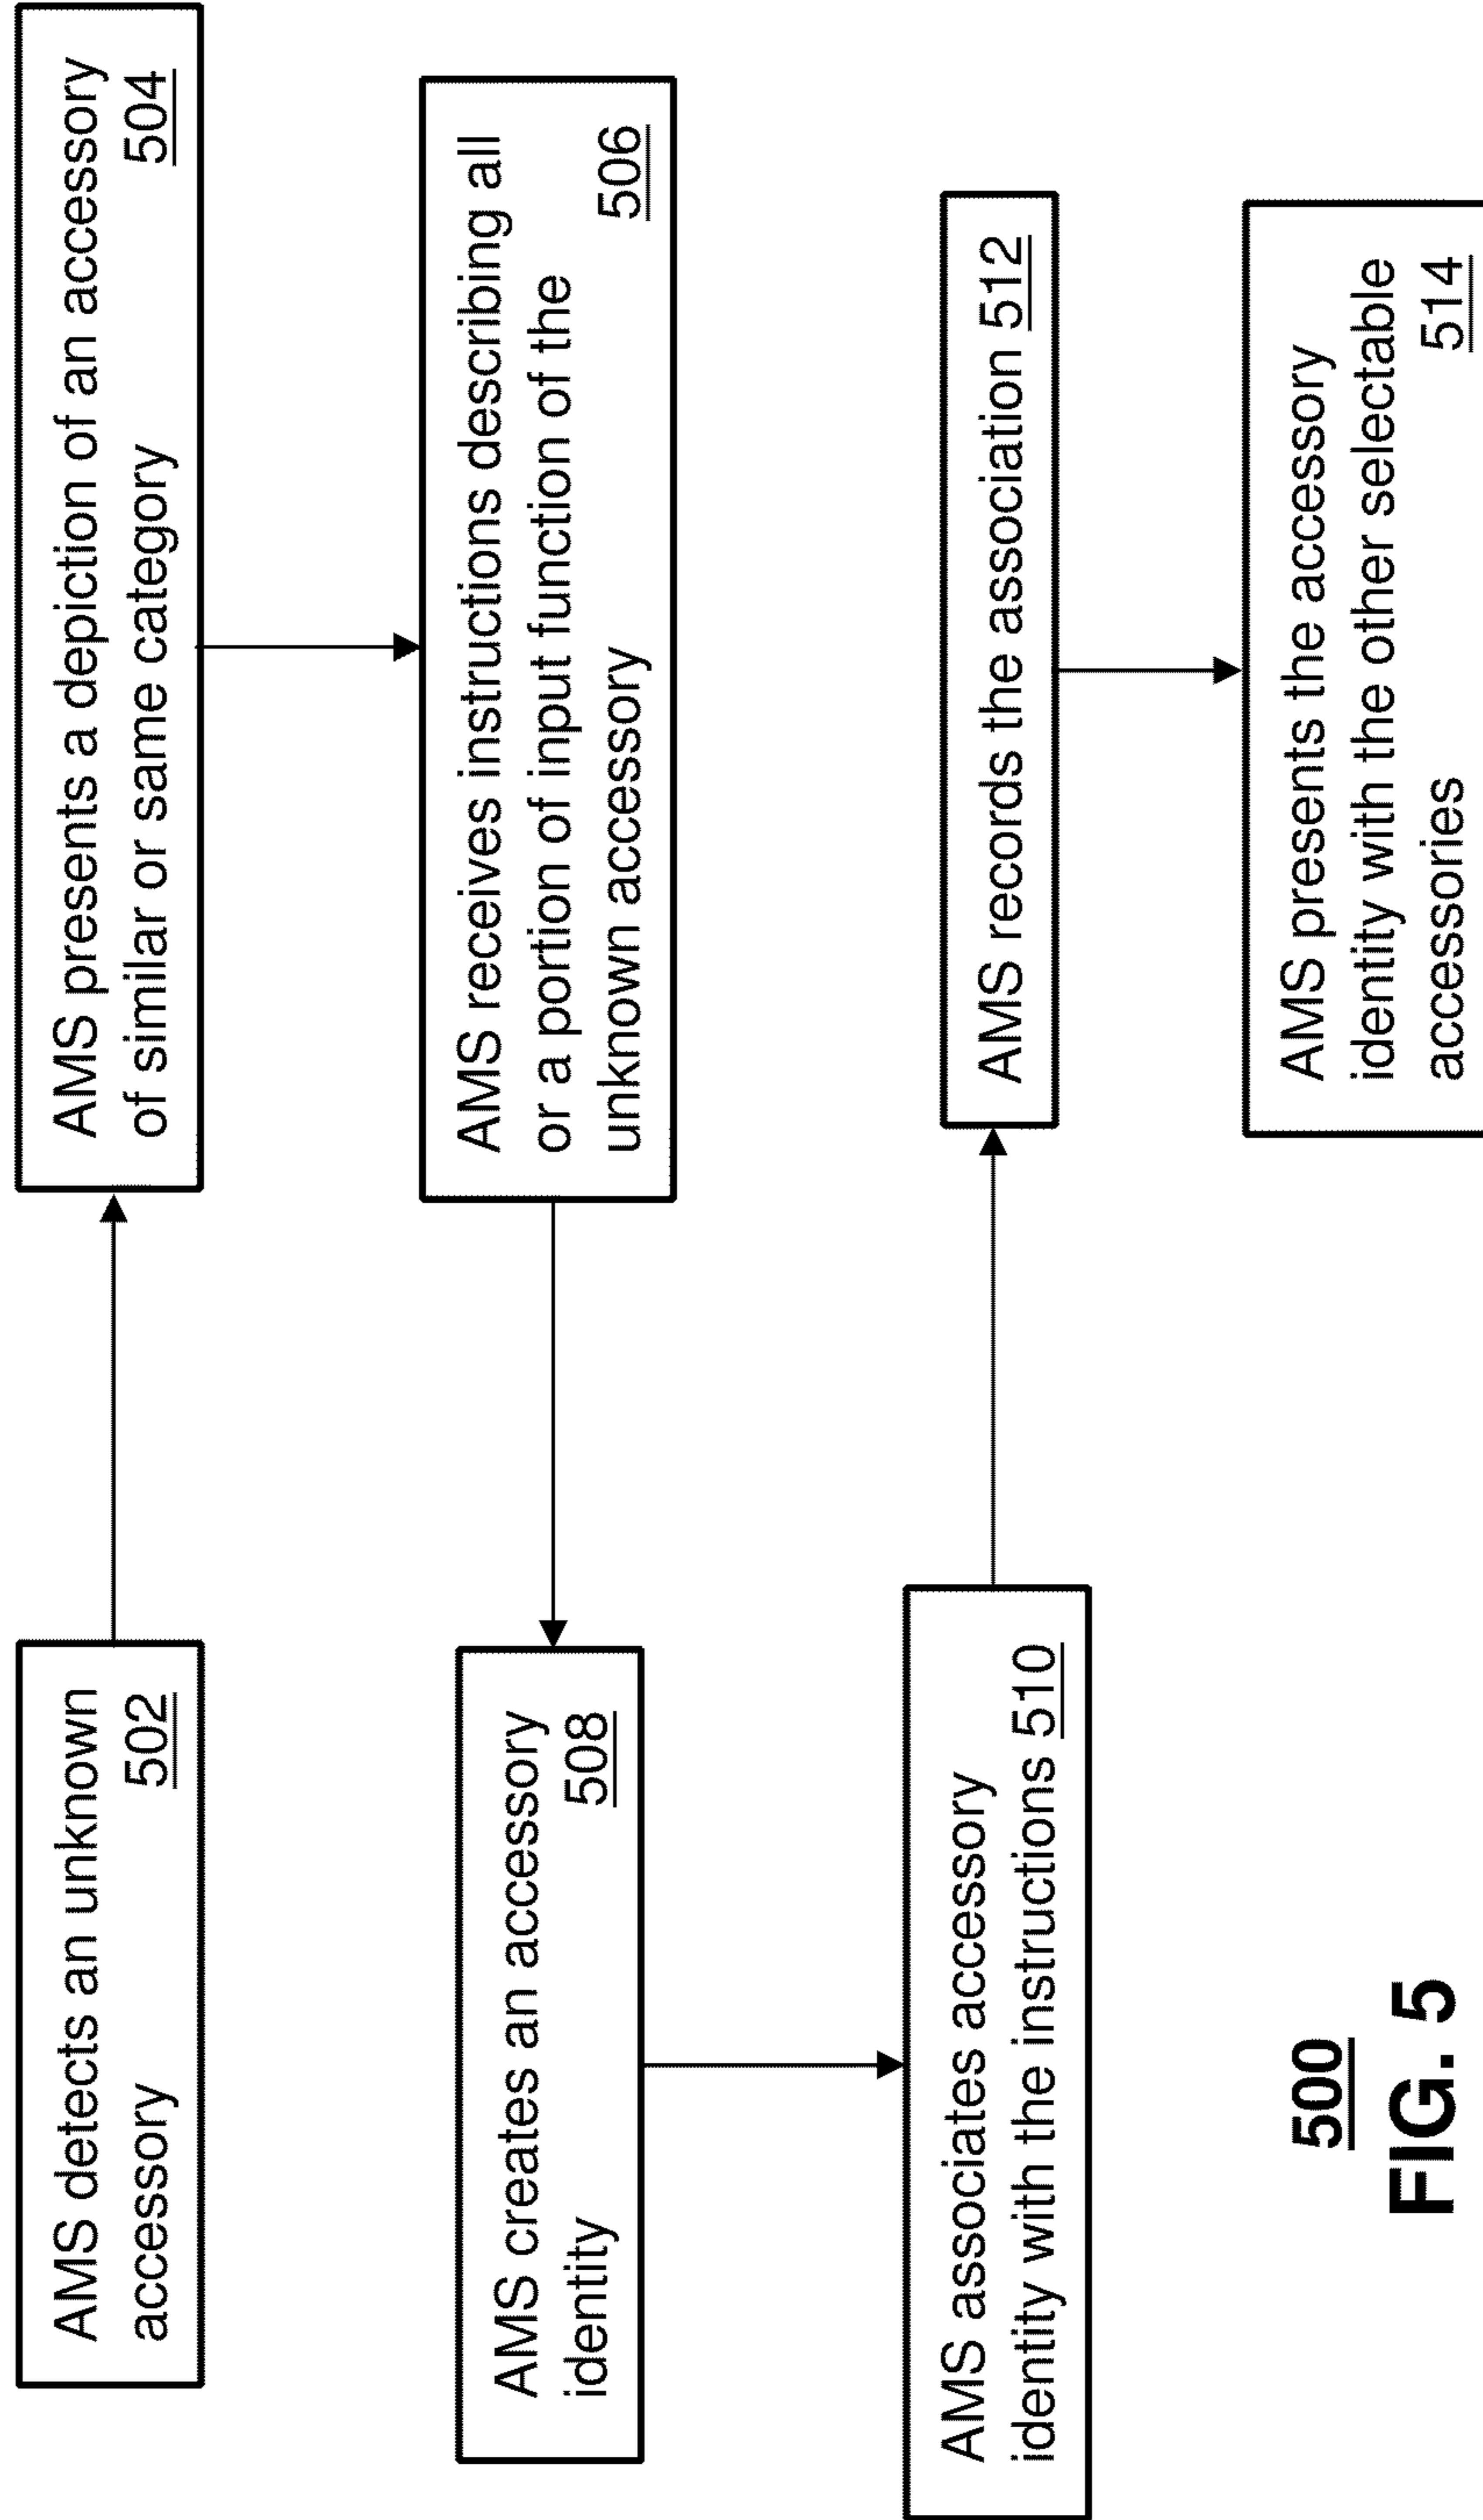 AMS detects an unknown
accessory 502
AMS presents a depiction of an accessory
of similar or same category 504
AMS receives instructions describing all
or a portion of input function of the
unknown accessory 506
AMS creates an accessory
identity 508
AMS associates accessory
identity with the instructions 510
AMS records the association 512
AMS presents the accessory
identity with the other selectable
accessories 514
500
FIG. 5